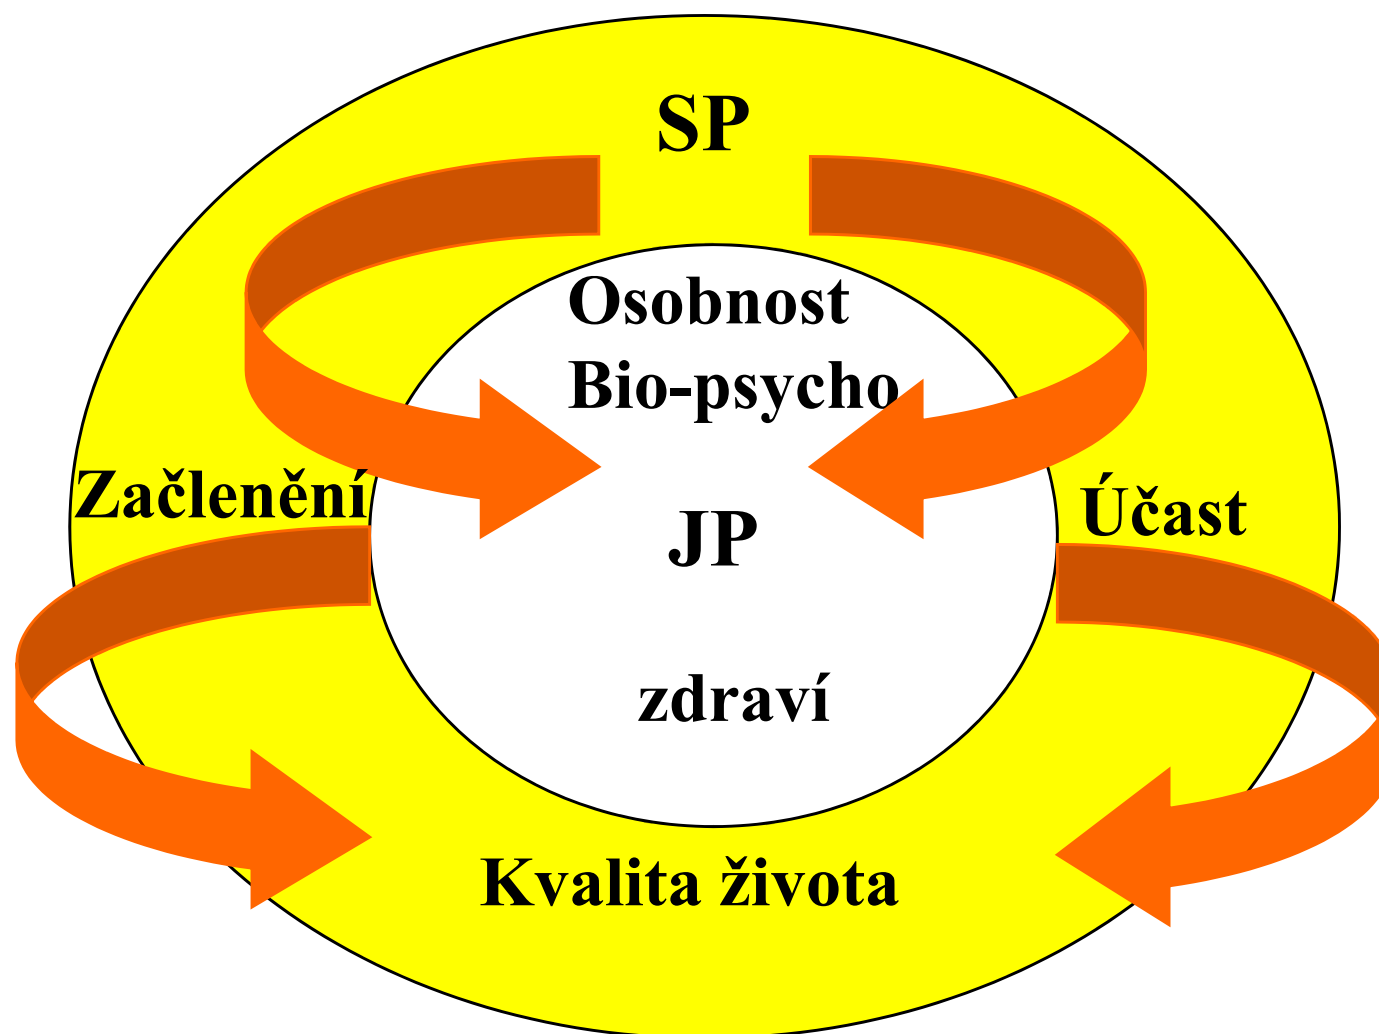 SP
Osobnost
Bio-psycho
Začlenění
Účast
JP
zdraví
Kvalita života